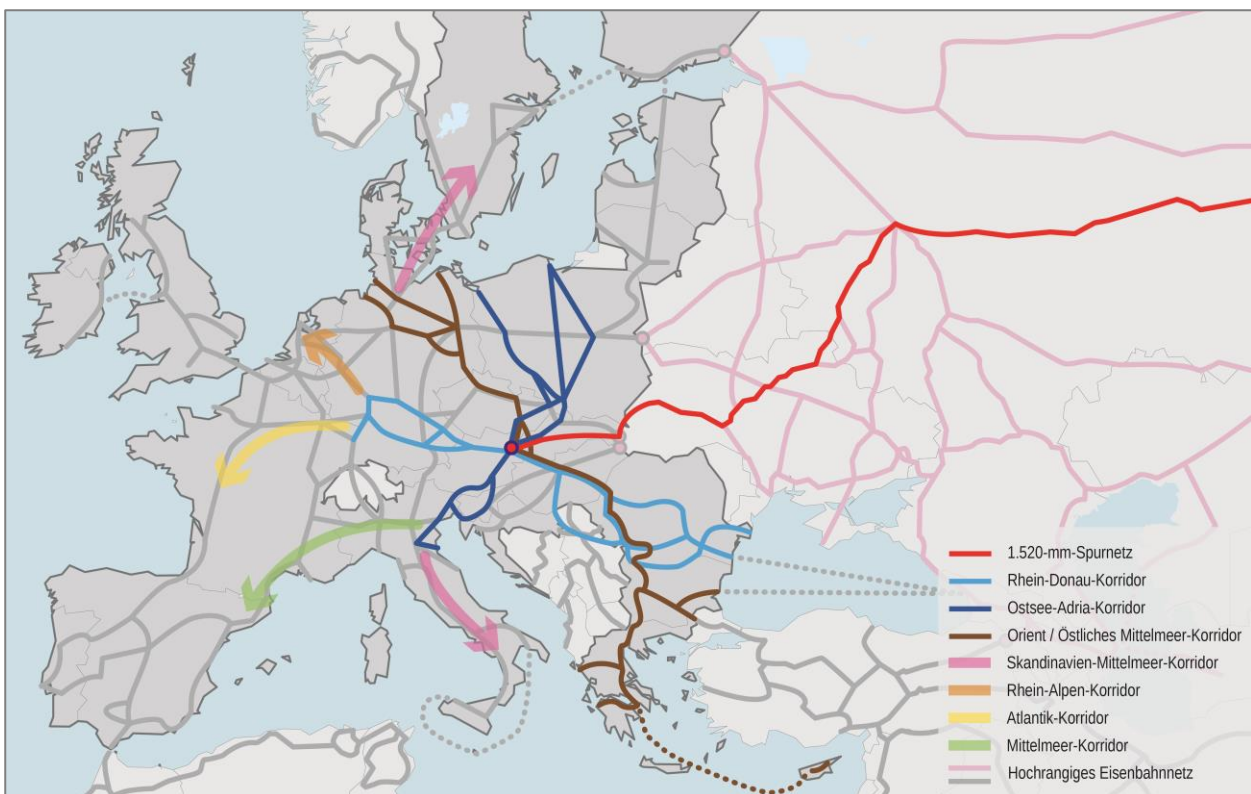 1.520-mm-Spurnetz
Rhein-Donau-Korridor
Ostsee-Adria-Korridor
Orient / Östliches Mittelmeer-Korridor
Skandinavien-Mittelmeer-Korridor
Rhein-Alpen-Korridor
Atlantik-Korridor
Mittelmeer-Korridor
Hochrangiges Eisenbahnnetz